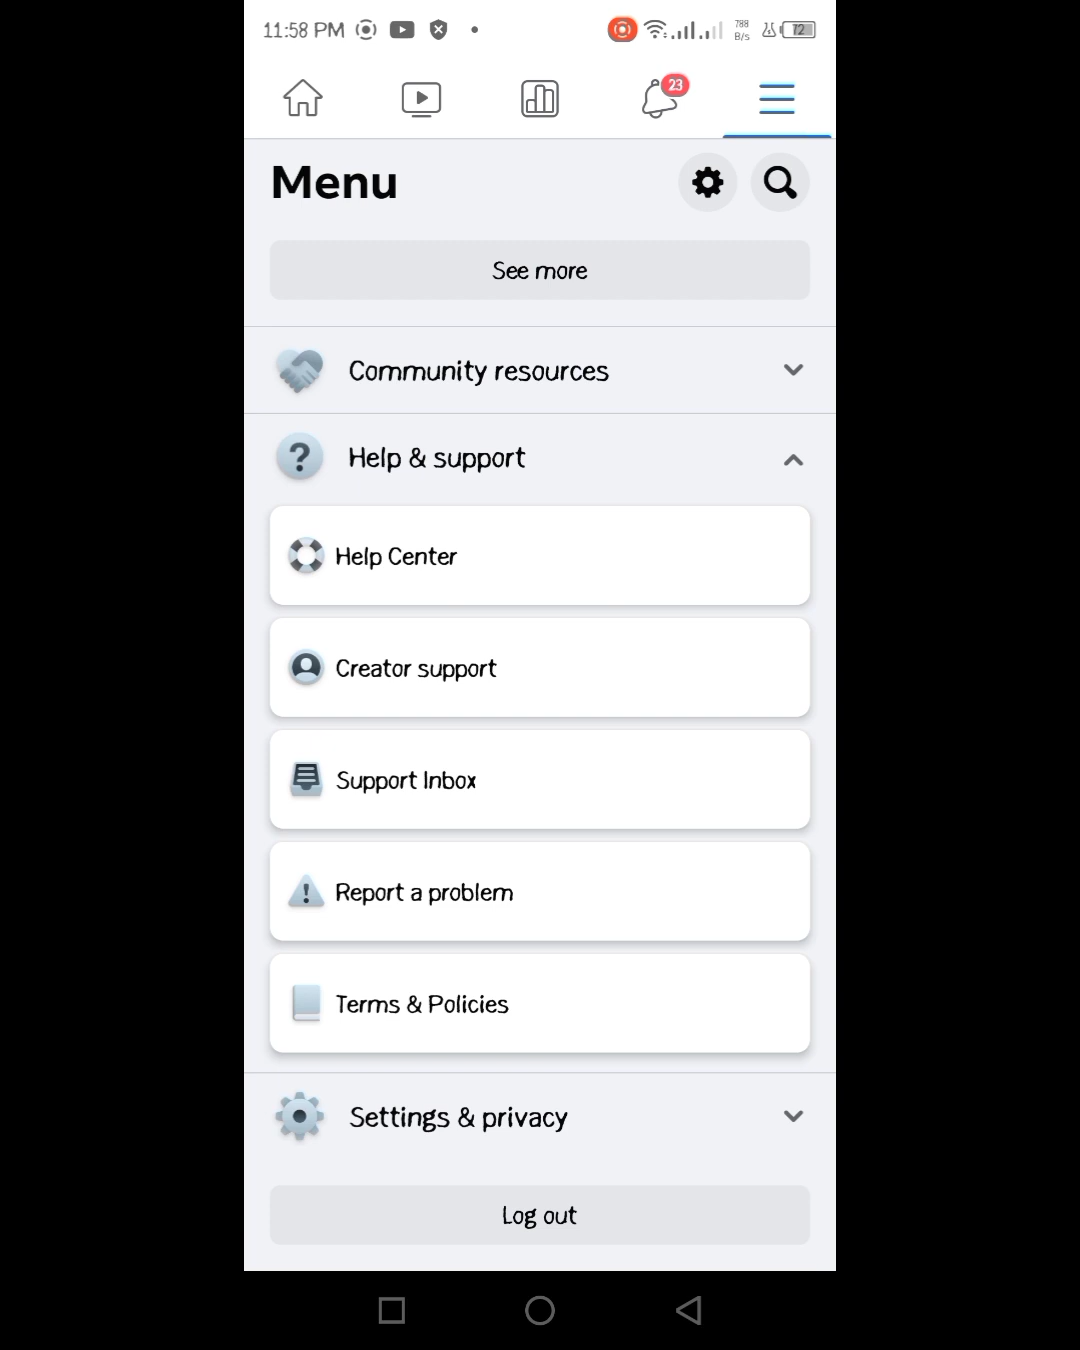 11:58 PM
788
B/s
72
23
Menu
See more
Community resources
Help & support
Help Center
Creator support
Support Inbox
Report a problem
Terms & Policies
Settings & privacy
Log out